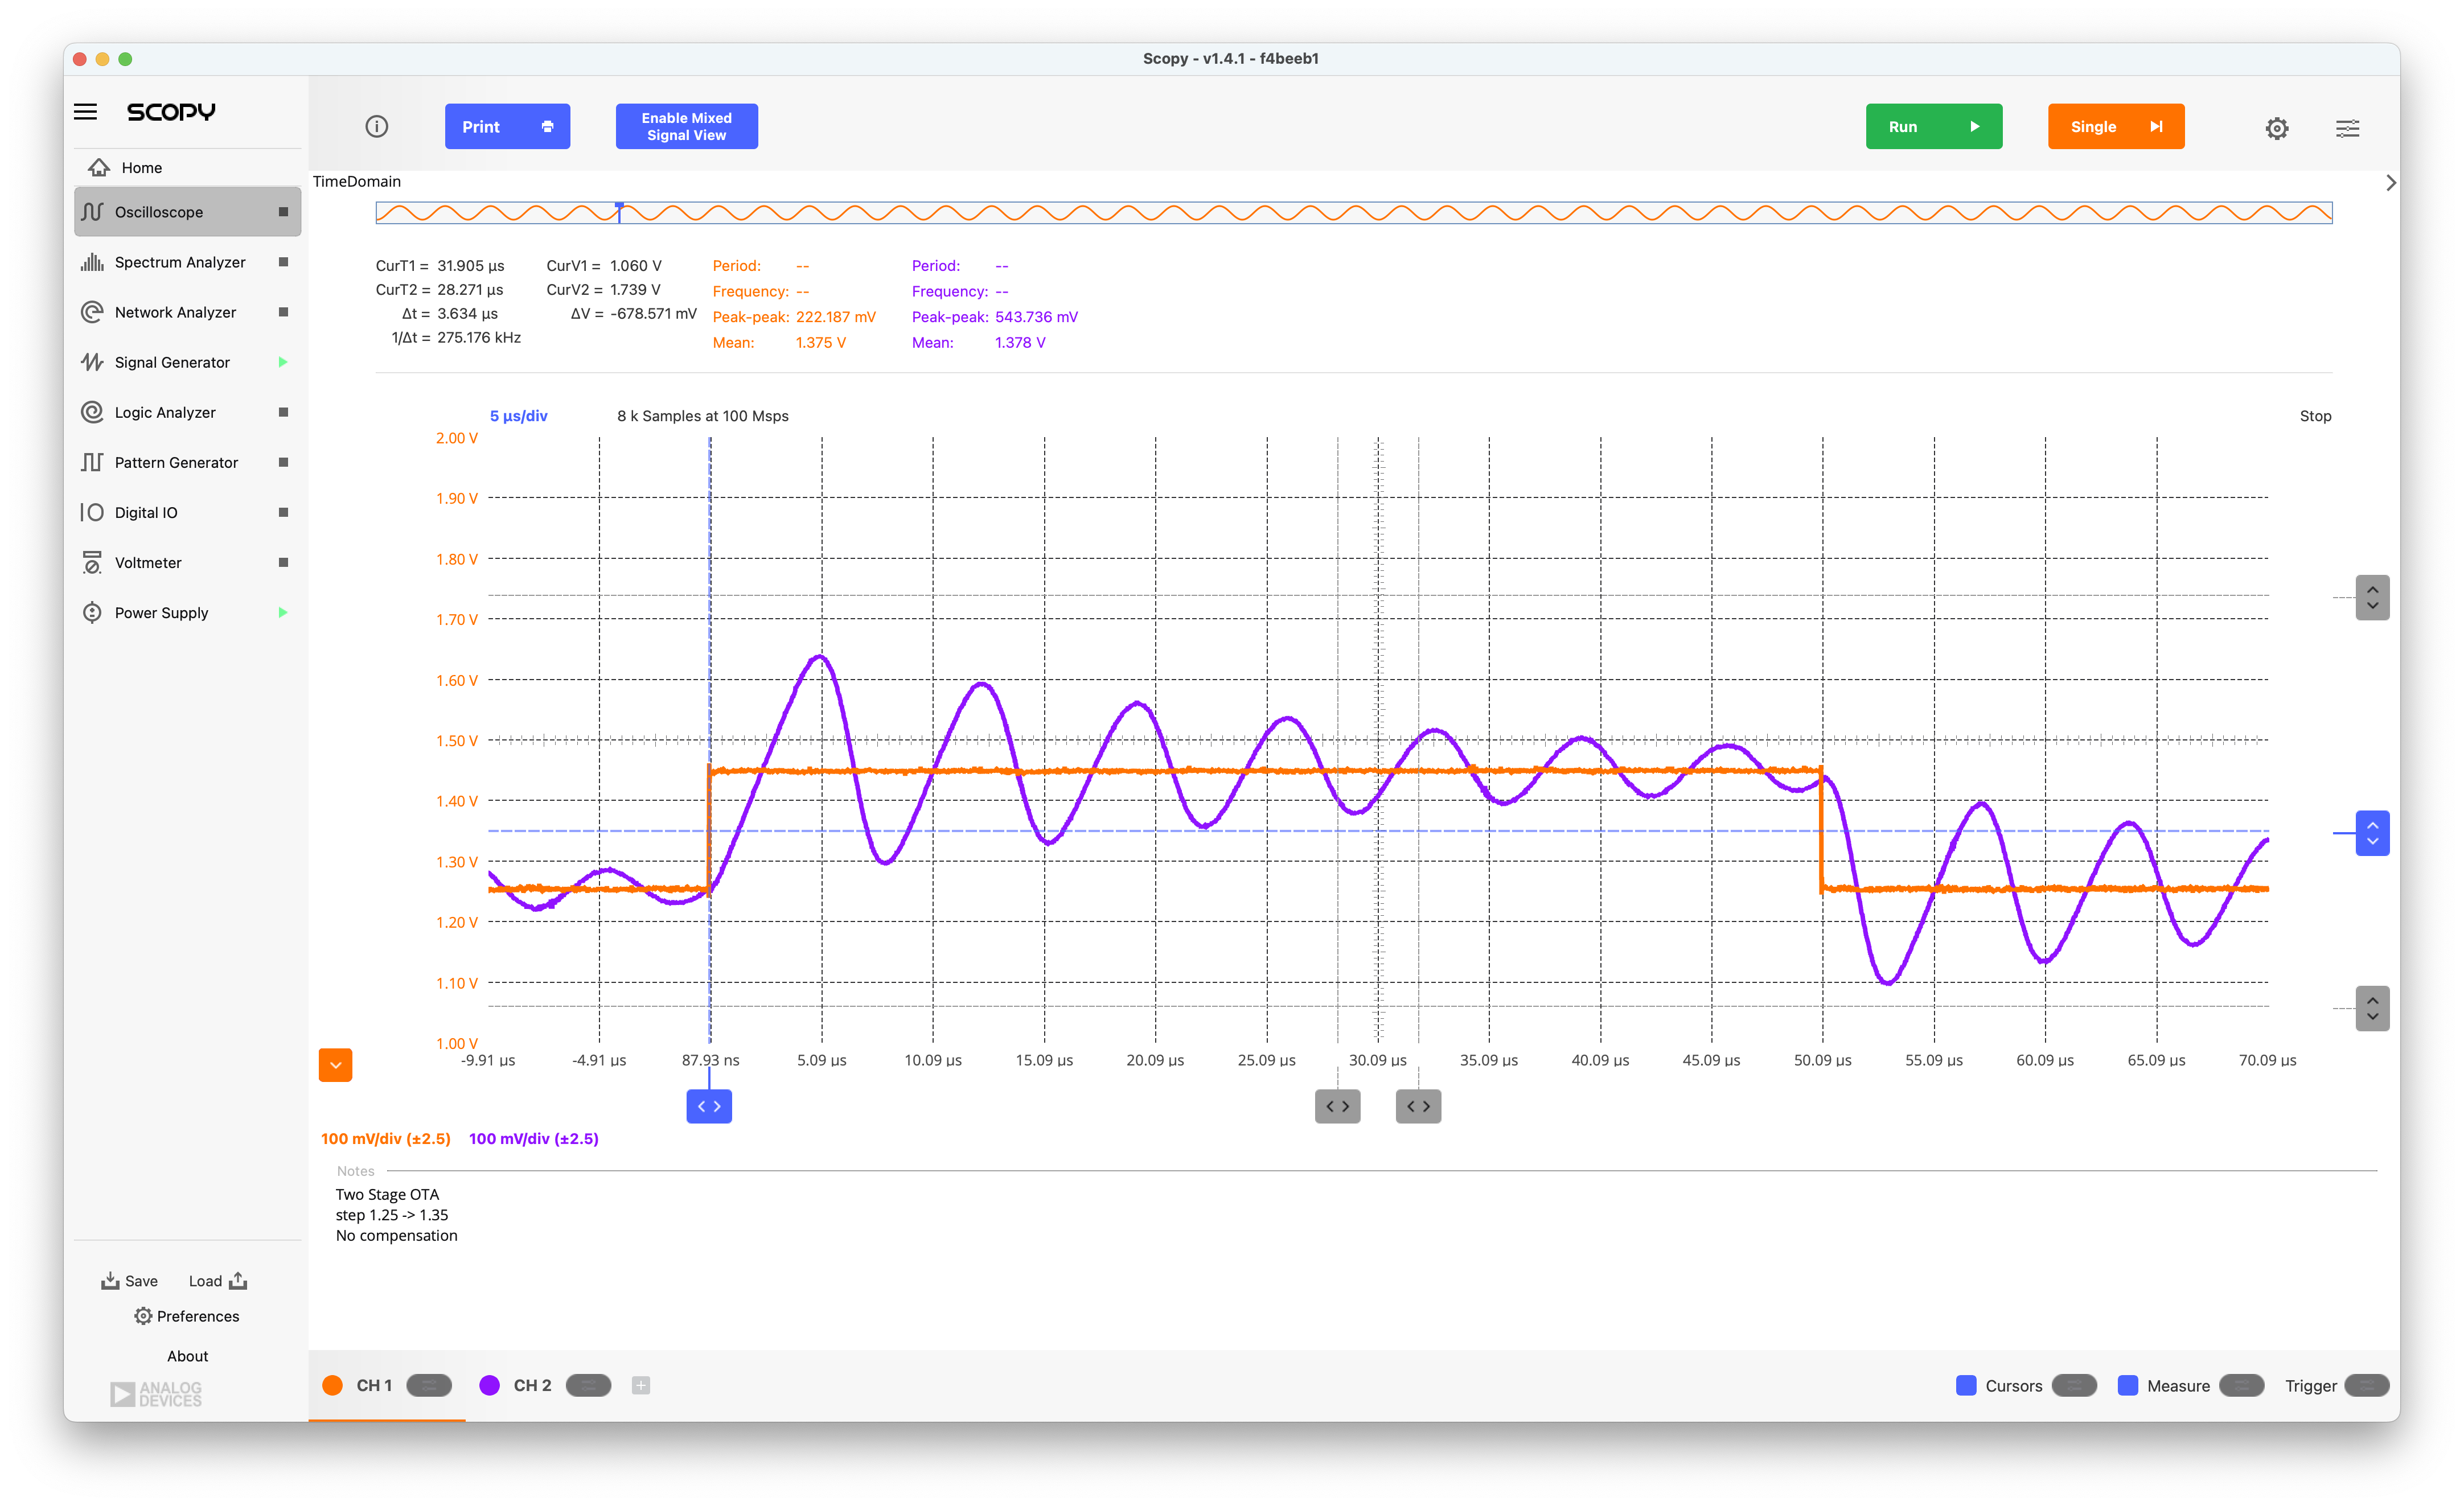 Scopy - v1.4.1 - f4beeb1
SCOPY
Home
Oscilloscope
Spectrum Analyzer
Network Analyzer
Signal Generator
Logic Analyzer
Pattern Generator
Digital IO
Voltmeter
Power Supply
Save Load
Preferences
About
ANALOG
DEVICES
Print
Enable Mixed
Signal View
Run
Single
TimeDomain
CurT1 = 31.905 µs
CurT2 = 28.271 µs
Δt = 3.634 µs
1/Δt = 275.176 kHz
CurV1 = 1.060 V
CurV2 = 1.739 V
ΔV = -678.571 mV
Period: --
Frequency: --
Peak-peak: 222.187 mV
Mean: 1.375 V
Period: --
Frequency: --
Peak-peak: 543.736 mV
Mean: 1.378 V
5 µs/div 8 k Samples at 100 Msps Stop
2.00 V
1.90 V
1.80 V
1.70 V
1.60 V
1.50 V
1.40 V
1.30 V
1.20 V
1.10 V
1.00 V
-9.91 µs -4.91 µs 87.93 ns 5.09 µs 10.09 µs 15.09 µs 20.09 µs 25.09 µs 30.09 µs 35.09 µs 40.09 µs 45.09 µs 50.09 µs 55.09 µs 60.09 µs 65.09 µs 70.09 µs
100 mV/div (±2.5) 100 mV/div (±2.5)
Notes
Two Stage OTA
step 1.25 -> 1.35
No compensation
CH 1 CH 2 Cursors Measure Trigger